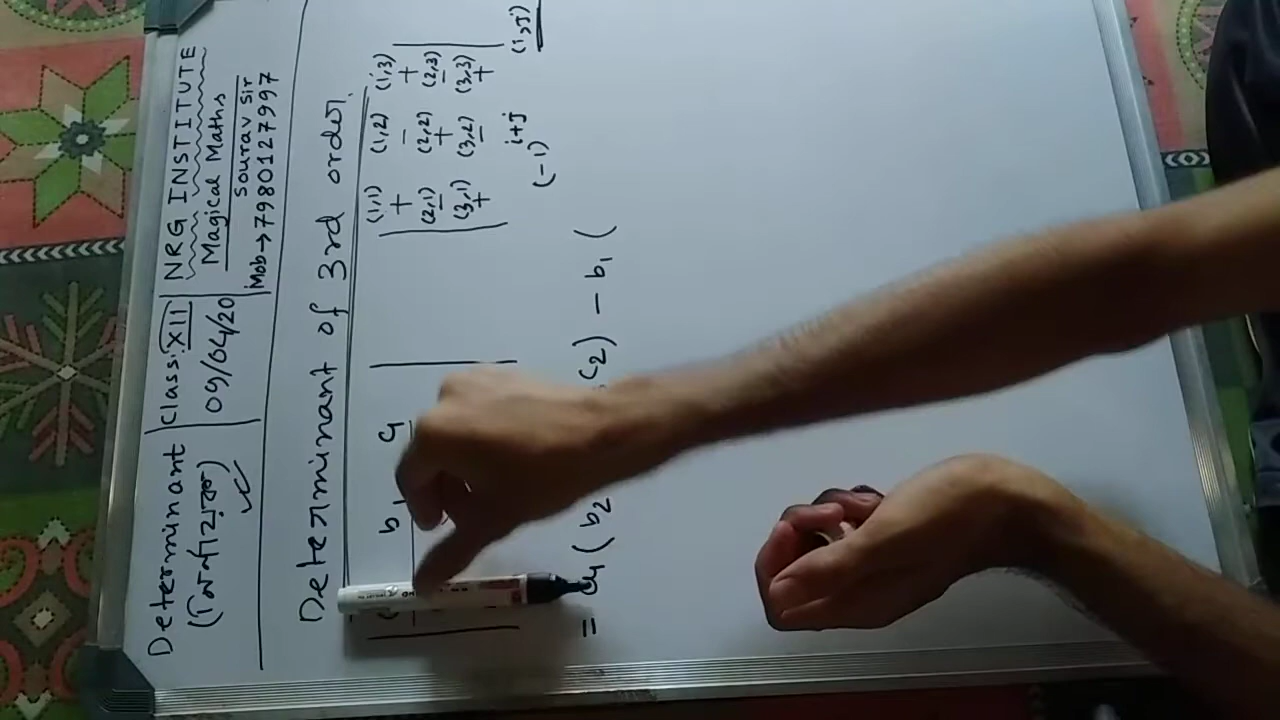 Determinant
(নির্ণায়ক)
Class: XII
09/04/20
NRG INSTITUTE
Magical Maths
Sourav Sir
Mob→7980127997
Determinant of 3rd order.
b₁ c₁
(1,1) (1,2) (1,3)
+ − +
(2,1) (2,2) (2,3)
− + −
(3,1) (3,2) (3,3)
+ − +
(-1)^{i+j} (i,j)
= a₁ ( b₂ c₂) − b₁ (